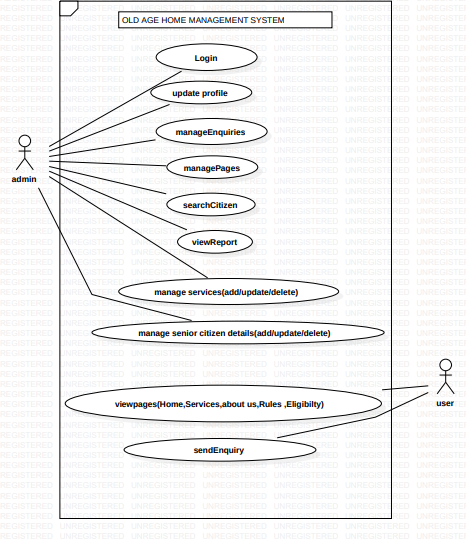 OLD AGE HOME MANAGEMENT SYSTEM
Login
update profile
manageEnquiries
managePages
searchCitizen
viewReport
manage services(add/update/delete)
manage senior citizen details(add/update/delete)
viewpages(Home,Services,about us,Rules ,Eligibilty)
sendEnquiry
admin
user
UNREGISTERED